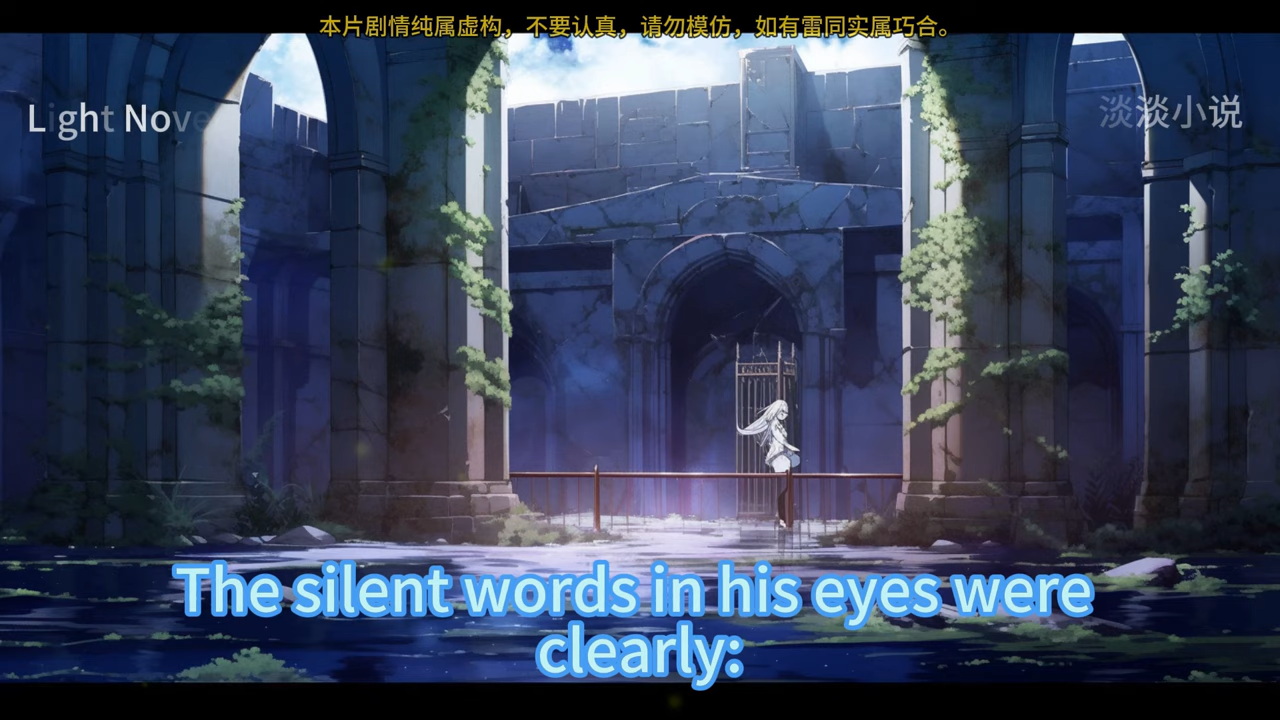 本片剧情纯属虚构，不要认真，请勿模仿，如有雷同实属巧合。
Light Nove
淡淡小说
The silent words in his eyes were
clearly: